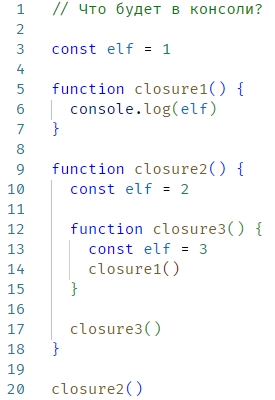 1 // Что будет в консоли?
2
3 const elf = 1
4
5 function closure1() {
6   console.log(elf)
7 }
8
9 function closure2() {
10   const elf = 2
11
12   function closure3() {
13     const elf = 3
14     closure1()
15   }
16
17   closure3()
18 }
19
20 closure2()